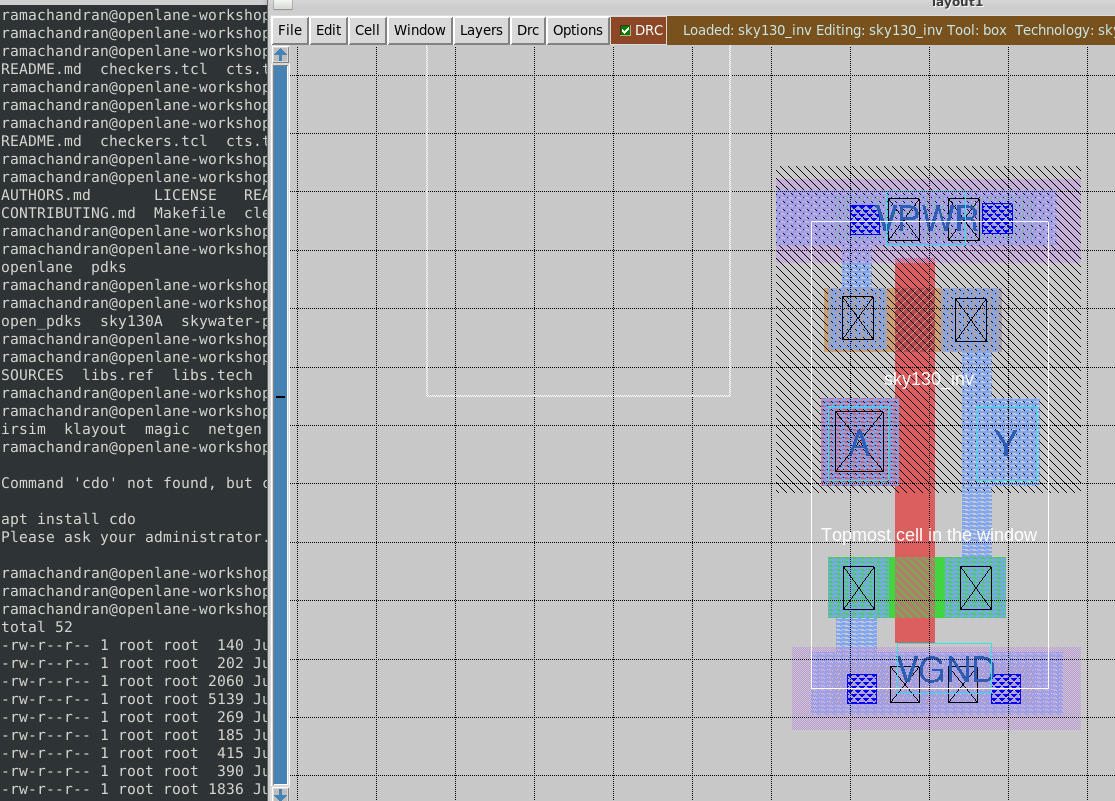 ramachandran@openlane-workshop
ramachandran@openlane-workshop
ramachandran@openlane-workshop
README.md checkers.tcl cts.t
ramachandran@openlane-workshop
ramachandran@openlane-workshop
ramachandran@openlane-workshop
README.md checkers.tcl cts.t
ramachandran@openlane-workshop
ramachandran@openlane-workshop
AUTHORS.md LICENSE REA
CONTRIBUTING.md Makefile cle
ramachandran@openlane-workshop
ramachandran@openlane-workshop
openlane pdks
ramachandran@openlane-workshop
ramachandran@openlane-workshop
open_pdks sky130A skywater-p
ramachandran@openlane-workshop
ramachandran@openlane-workshop
SOURCES libs.ref libs.tech
ramachandran@openlane-workshop
ramachandran@openlane-workshop
irsim klayout magic netgen
ramachandran@openlane-workshop
Command 'cdo' not found, but c
apt install cdo
Please ask your administrator.
ramachandran@openlane-workshop
ramachandran@openlane-workshop
ramachandran@openlane-workshop
total 52
-rw-r--r-- 1 root root 140 Ju
-rw-r--r-- 1 root root 202 Ju
-rw-r--r-- 1 root root 2060 Ju
-rw-r--r-- 1 root root 5139 Ju
-rw-r--r-- 1 root root 269 Ju
-rw-r--r-- 1 root root 185 Ju
-rw-r--r-- 1 root root 415 Ju
-rw-r--r-- 1 root root 390 Ju
-rw-r--r-- 1 root root 1836 Ju
layout1
File Edit Cell Window Layers Drc Options DRC Loaded: sky130_inv Editing: sky130_inv Tool: box Technology: sky
VPWR
sky130_inv
A Y
Topmost cell in the window
VGND